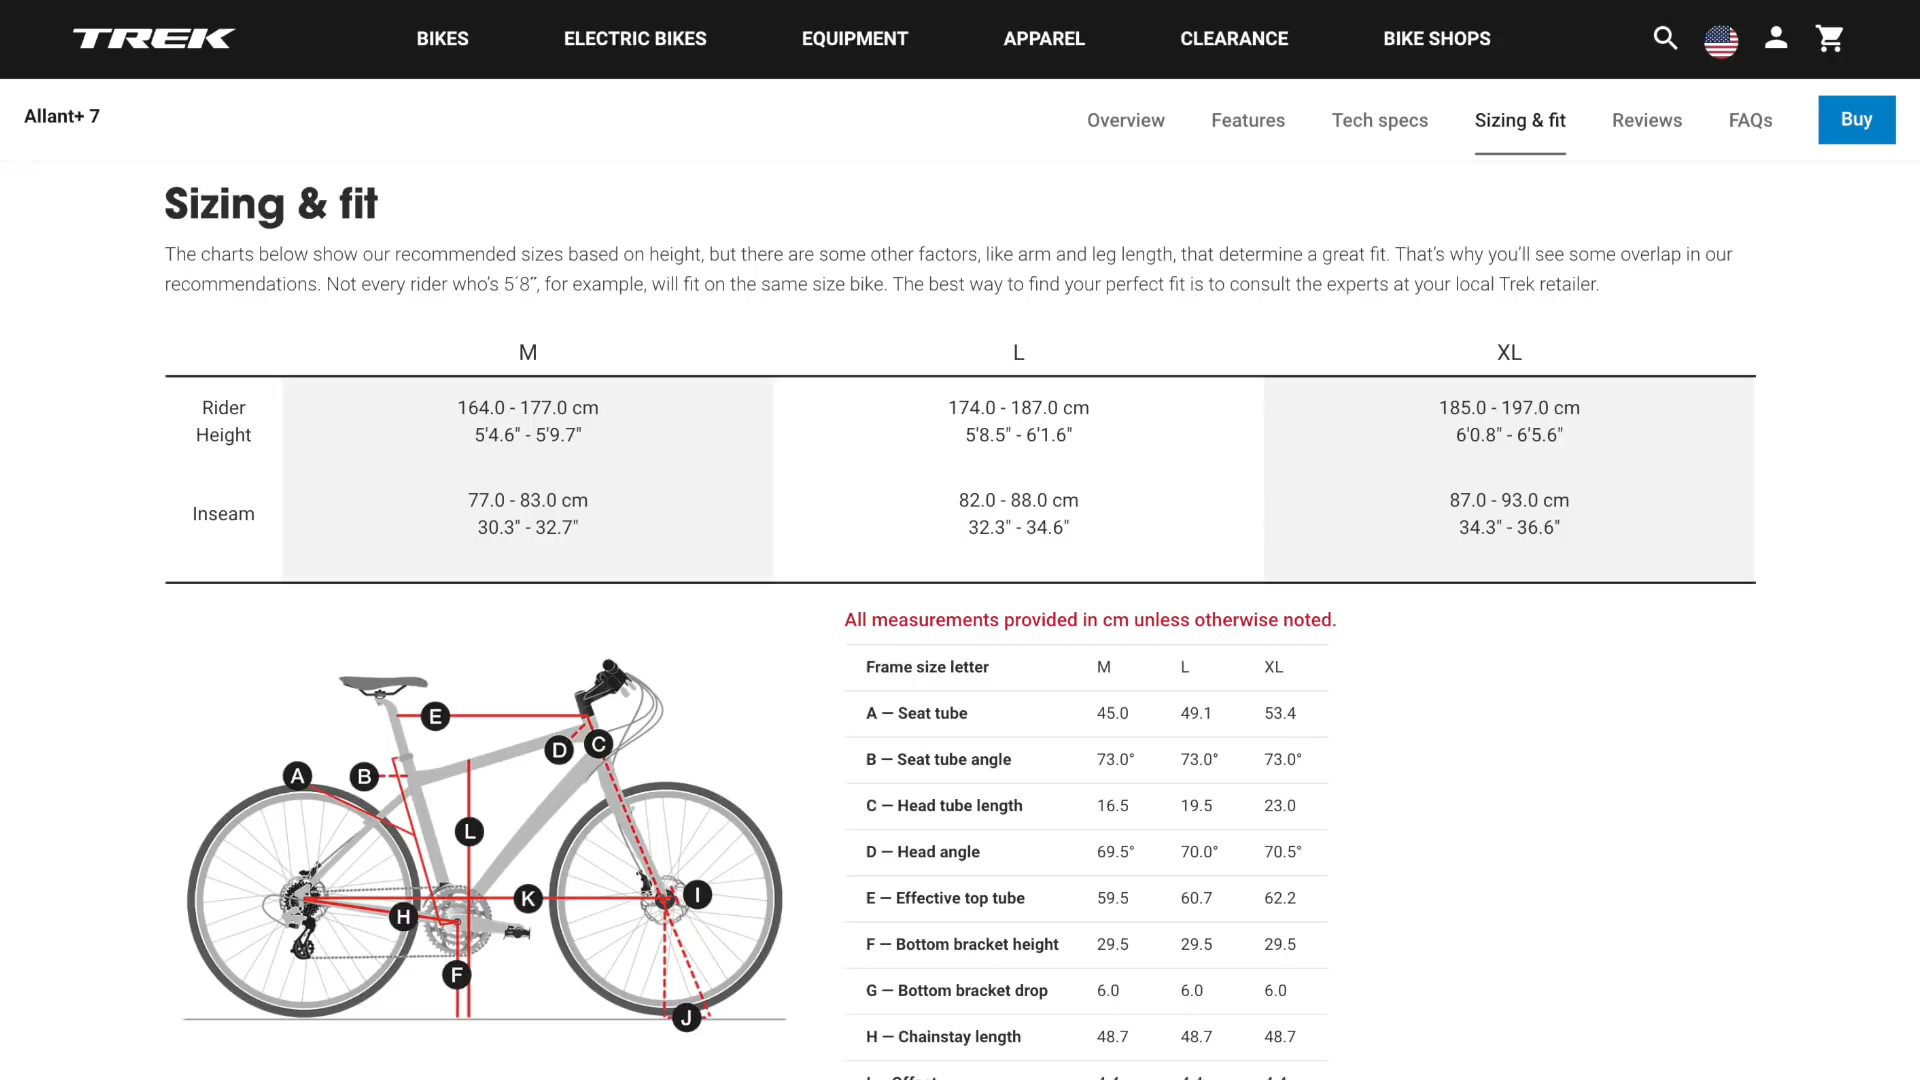 TREK
BIKES
ELECTRIC BIKES
EQUIPMENT
APPAREL
CLEARANCE
BIKE SHOPS
Allant+ 7
Overview
Features
Tech specs
Sizing & fit
Reviews
FAQs
Buy
Sizing & fit
The charts below show our recommended sizes based on height, but there are some other factors, like arm and leg length, that determine a great fit. That’s why you’ll see some overlap in our
recommendations. Not every rider who’s 5´8˝, for example, will fit on the same size bike. The best way to find your perfect fit is to consult the experts at your local Trek retailer.
M L XL
Rider Height
164.0 - 177.0 cm
5'4.6" - 5'9.7"
174.0 - 187.0 cm
5'8.5" - 6'1.6"
185.0 - 197.0 cm
6'0.8" - 6'5.6"
Inseam
77.0 - 83.0 cm
30.3" - 32.7"
82.0 - 88.0 cm
32.3" - 34.6"
87.0 - 93.0 cm
34.3" - 36.6"
E
D
C
A
B
L
K
I
H
F
J
All measurements provided in cm unless otherwise noted.
Frame size letter M L XL
A — Seat tube 45.0 49.1 53.4
B — Seat tube angle 73.0° 73.0° 73.0°
C — Head tube length 16.5 19.5 23.0
D — Head angle 69.5° 70.0° 70.5°
E — Effective top tube 59.5 60.7 62.2
F — Bottom bracket height 29.5 29.5 29.5
G — Bottom bracket drop 6.0 6.0 6.0
H — Chainstay length 48.7 48.7 48.7